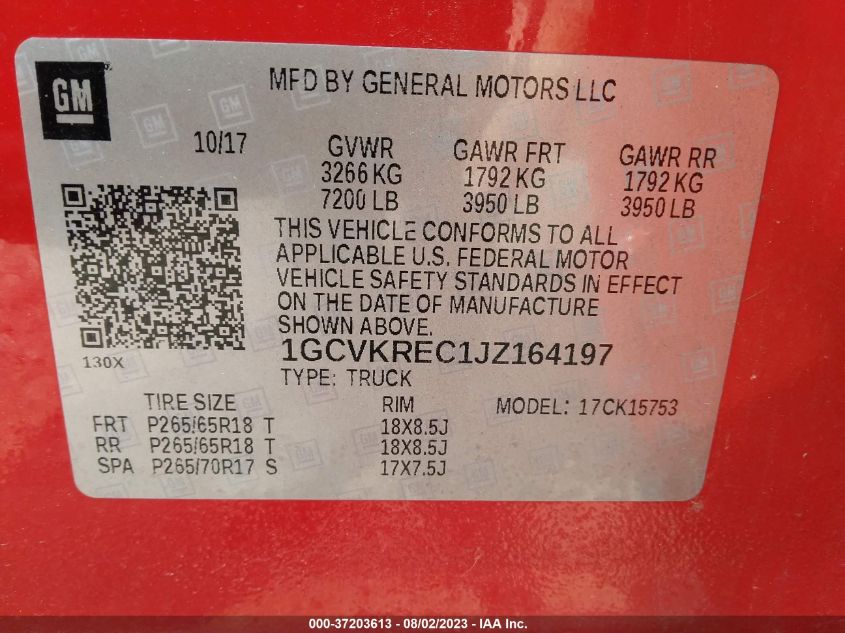 GM
MFD BY GENERAL MOTORS LLC
10/17
GVWR GAWR FRT GAWR RR
3266 KG 1792 KG 1792 KG
7200 LB 3950 LB 3950 LB
THIS VEHICLE CONFORMS TO ALL
APPLICABLE U.S. FEDERAL MOTOR
VEHICLE SAFETY STANDARDS IN EFFECT
ON THE DATE OF MANUFACTURE
SHOWN ABOVE.
130X
1GCVKREC1JZ164197
TYPE: TRUCK
TIRE SIZE RIM MODEL: 17CK15753
FRT P265/65R18 T 18X8.5J
RR P265/65R18 T 18X8.5J
SPA P265/70R17 S 17X7.5J
000-37203613 - 08/02/2023 - IAA Inc.